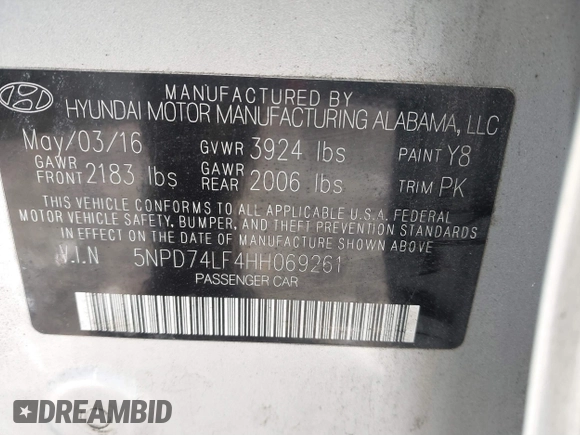 MANUFACTURED BY
HYUNDAI MOTOR MANUFACTURING ALABAMA, LLC
May/03/16 GVWR 3924 lbs PAINT Y8
GAWR FRONT 2183 lbs GAWR REAR 2006 lbs TRIM PK
THIS VEHICLE CONFORMS TO ALL APPLICABLE U.S.A. FEDERAL
MOTOR VEHICLE SAFETY, BUMPER, AND THEFT PREVENTION STANDARDS
IN EFFECT ON THE DATE OF MANUFACTURE SHOWN ABOVE.
V.I.N 5NPD74LF4HH069261
PASSENGER CAR
DREAMBID